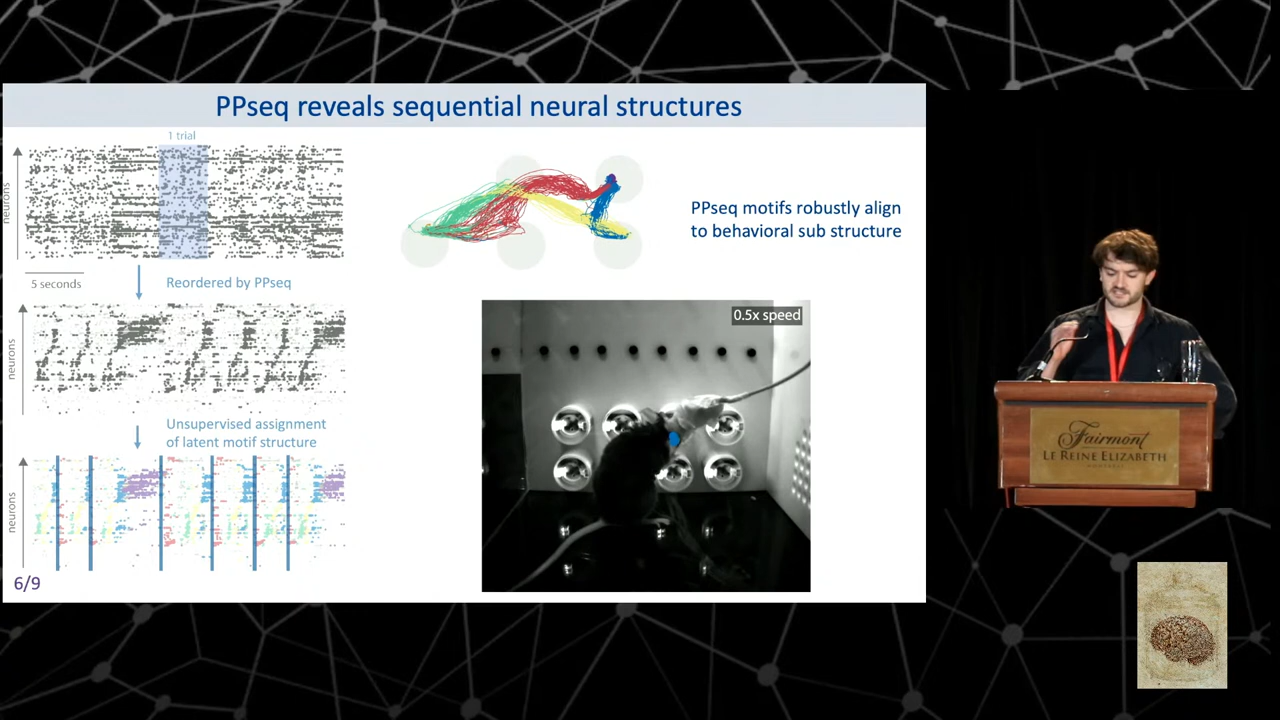 PPseq reveals sequential neural structures
1 trial
neurons
5 seconds
Reordered by PPseq
neurons
Unsupervised assignment
of latent motif structure
neurons
6/9
PPseq motifs robustly align
to behavioral sub structure
0.5x speed
Fairmont
LE REINE ELIZABETH